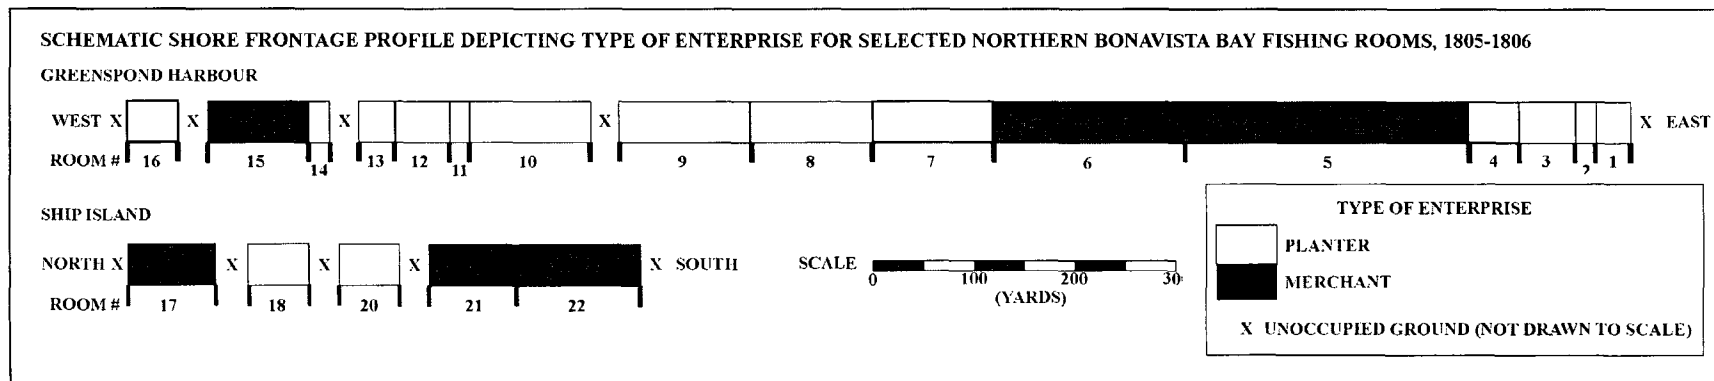 SCHEMATIC SHORE FRONTAGE PROFILE DEPICTING TYPE OF ENTERPRISE FOR SELECTED NORTHERN BONAVISTA BAY FISHING ROOMS, 1805-1806
GREENSPOND HARBOUR
WEST X X X X X EAST
ROOM # 16 15 14 13 12 11 10 9 8 7 6 5 4 3 2 1
SHIP ISLAND
NORTH X X X X X SOUTH
ROOM # 17 18 20 21 22
SCALE
0 100 200 30
(YARDS)
TYPE OF ENTERPRISE
PLANTER
MERCHANT
X UNOCCUPIED GROUND (NOT DRAWN TO SCALE)